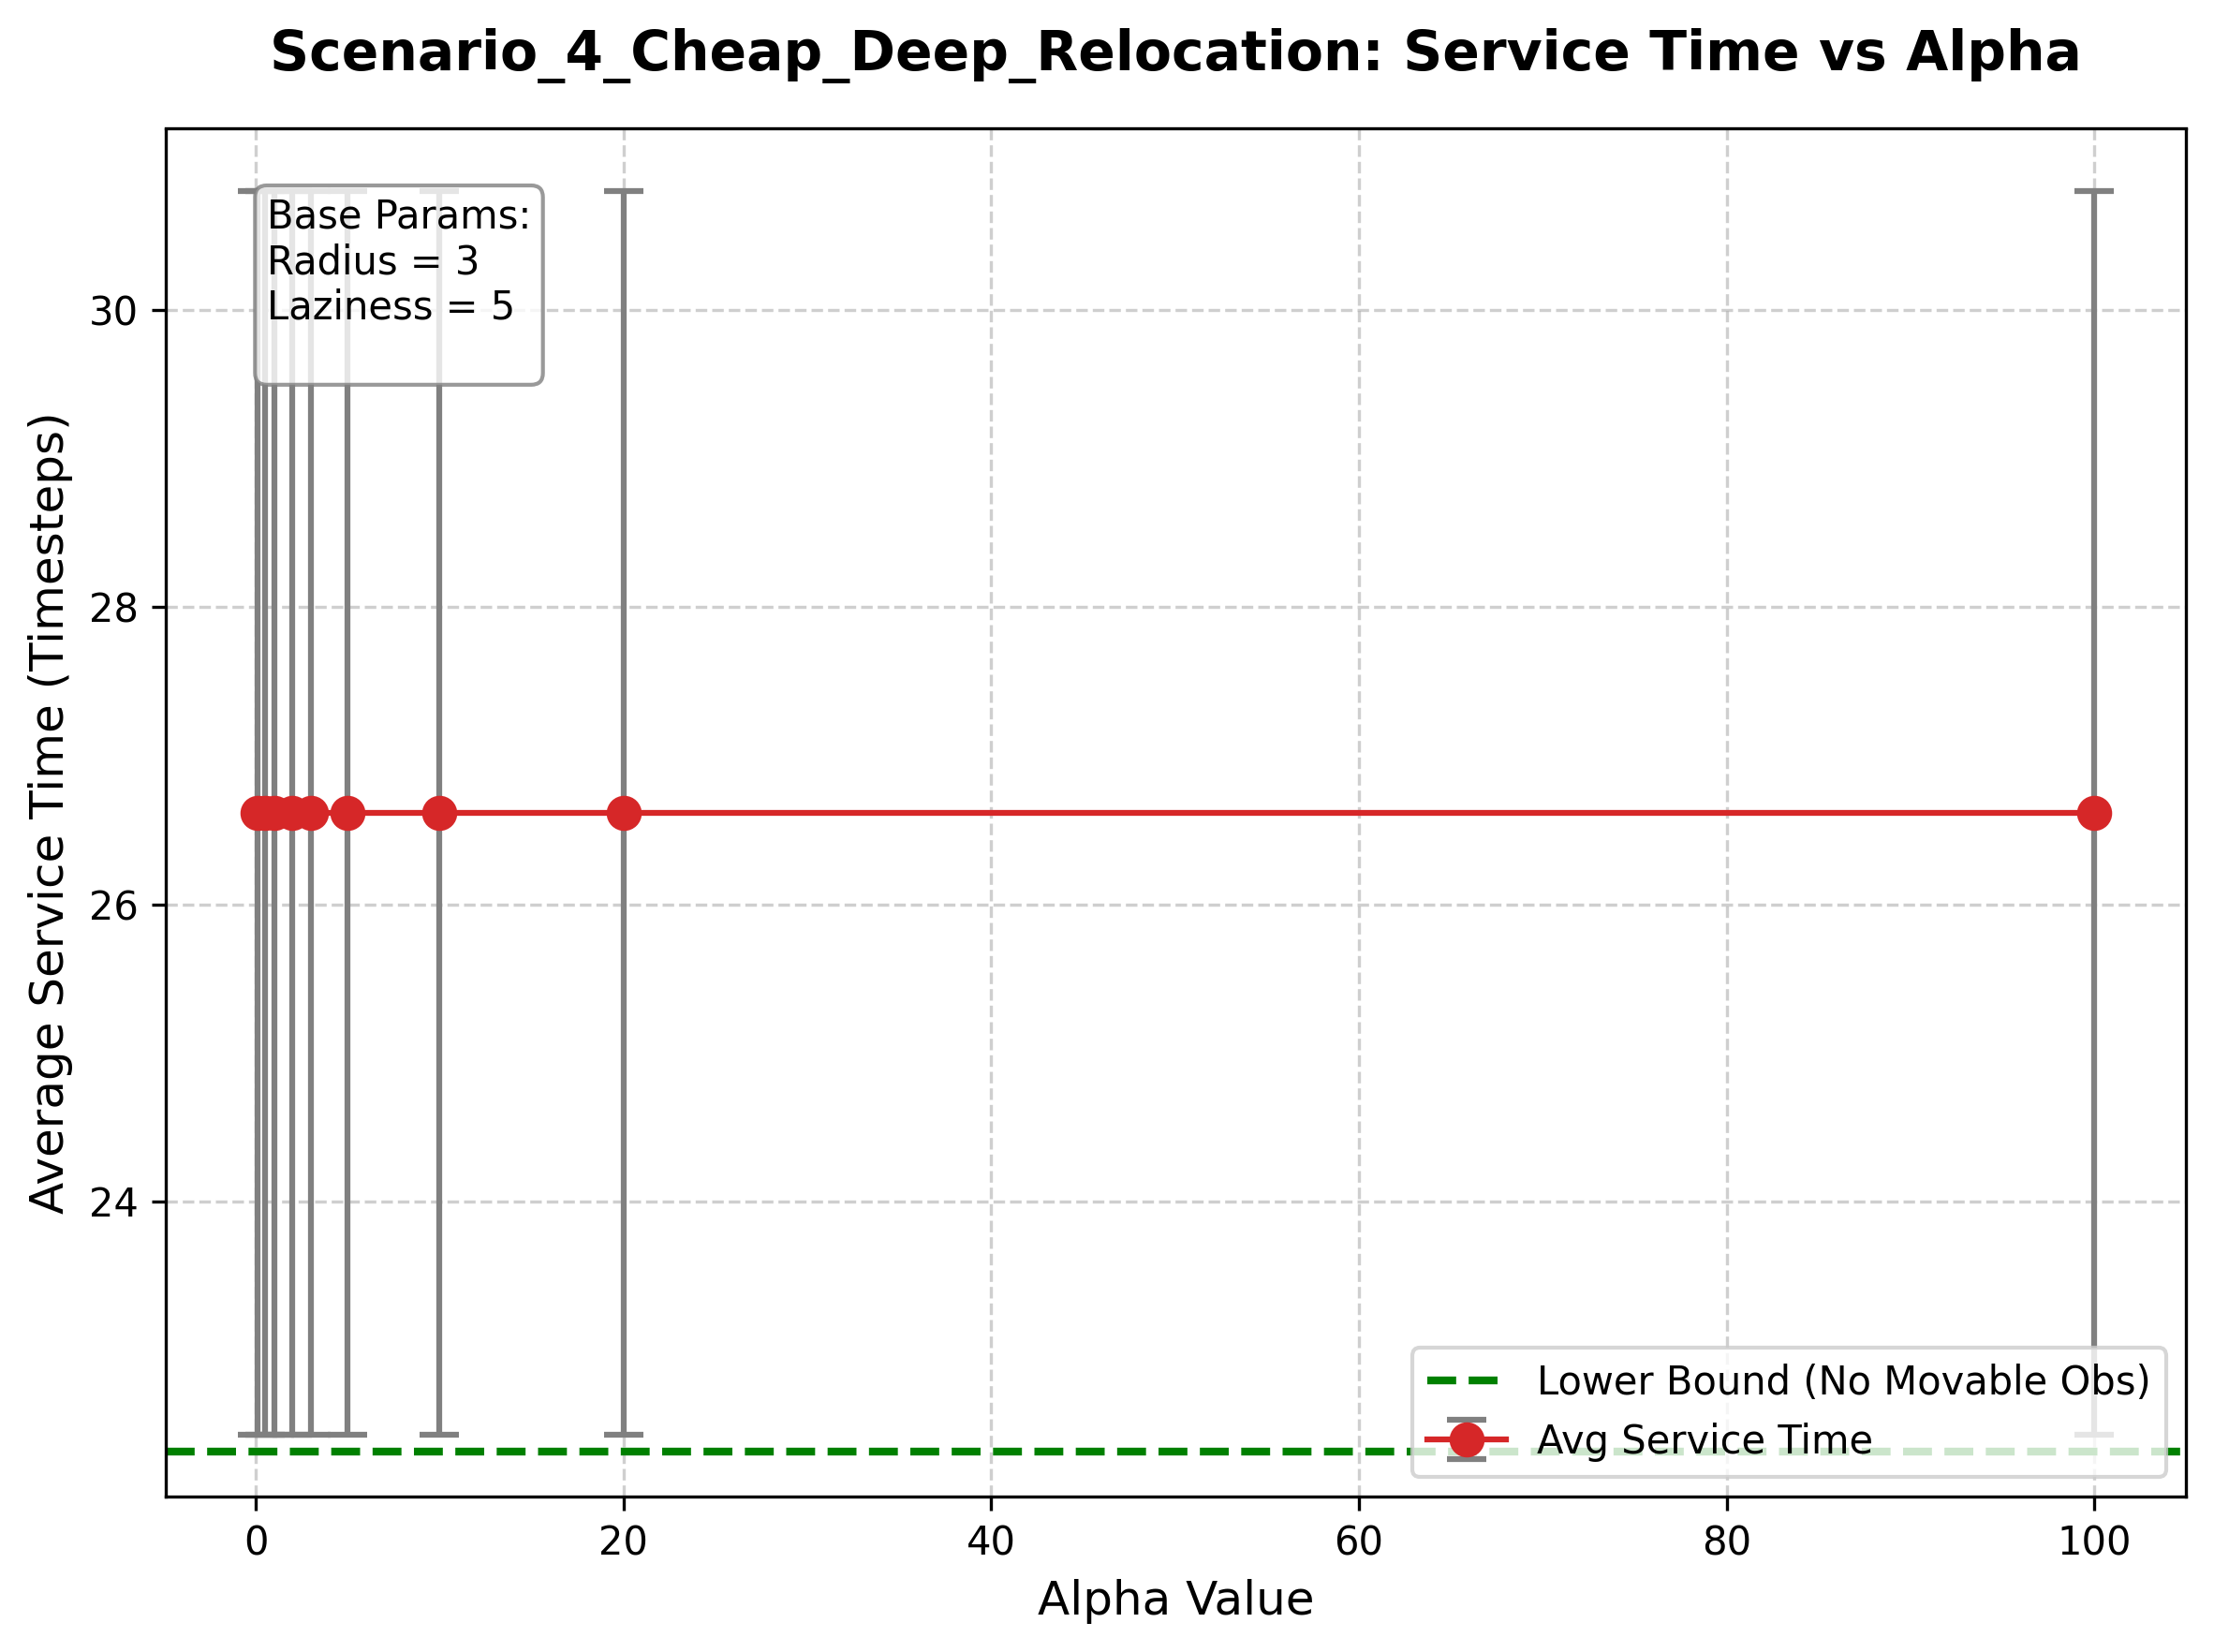 Scenario_4_Cheap_Deep_Relocation: Service Time vs Alpha
Base Params:
Radius = 3
Laziness = 5
30
28
26
24
Average Service Time (Timesteps)
Lower Bound (No Movable Obs)
Avg Service Time
0
20
40
60
80
100
Alpha Value